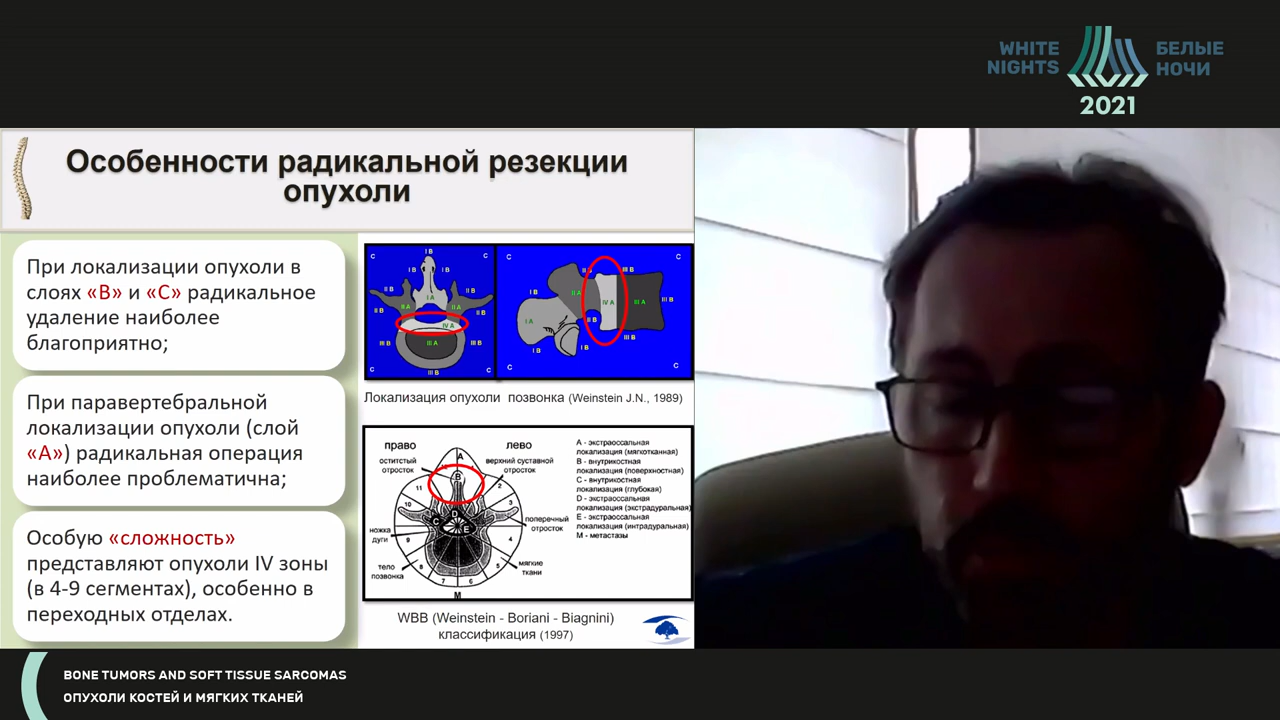 WHITE
NIGHTS
БЕЛЫЕ
НОЧИ
2021
Особенности радикальной резекции
опухоли
При локализации опухоли в
слоях «В» и «С» радикальное
удаление наиболее
благоприятно;
При паравертебральной
локализации опухоли (слой
«А») радикальная операция
наиболее проблематична;
Особую «сложность»
представляют опухоли IV зоны
(в 4-9 сегментах), особенно в
переходных отделах.
Локализация опухоли позвонка (Weinstein J.N., 1989)
право
лево
остистый
отросток
верхний суставной
отросток
ножка
дуги
поперечный
отросток
тело
позвонка
мягкие
ткани
М
А - экстраоссальная
локализация (мягкотканная)
В - внутрикостная
локализация (поверхностная)
С - внутрикостная
локализация (глубокая)
D - экстраоссальная
локализация (экстрадуральная)
Е - экстраоссальная
локализация (интрадуральная)
М - метастазы
WBB (Weinstein - Boriani - Biagnini)
классификация (1997)
BONE TUMORS AND SOFT TISSUE SARCOMAS
ОПУХОЛИ КОСТЕЙ И МЯГКИХ ТКАНЕЙ